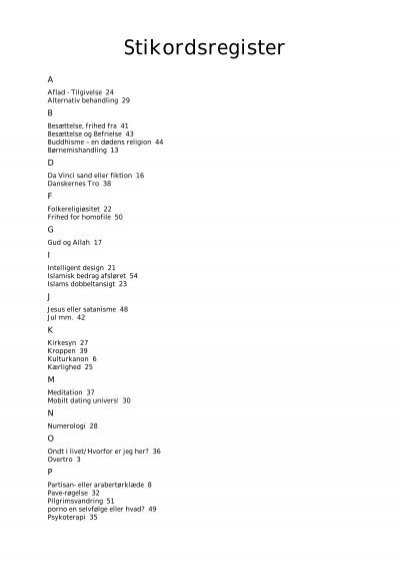 Stikordsregister
A
Aflad - Tilgivelse 24
Alternativ behandling 29
B
Besættelse, frihed fra 41
Besættelse og Befrielse 43
Buddhisme - en dødens religion 44
Børnemishandling 13
D
Da Vinci sand eller fiktion 16
Danskernes Tro 38
F
Folkereligiøsitet 22
Frihed for homofile 50
G
Gud og Allah 17
I
Intelligent design 21
Islamisk bedrag afsløret 54
Islams dobbeltansigt 23
J
Jesus eller satanisme 48
Jul mm. 42
K
Kirkesyn 27
Kroppen 39
Kulturkanon 6
Kærlighed 25
M
Meditation 37
Mobilt dating univers! 30
N
Numerologi 28
O
Ondt i livet/Hvorfor er jeg her? 36
Overtro 3
P
Partisan- eller arabertørklæde 8
Pave-røgelse 32
Pilgrimsvandring 51
porno en selvfølge eller hvad? 49
Psykoterapi 35